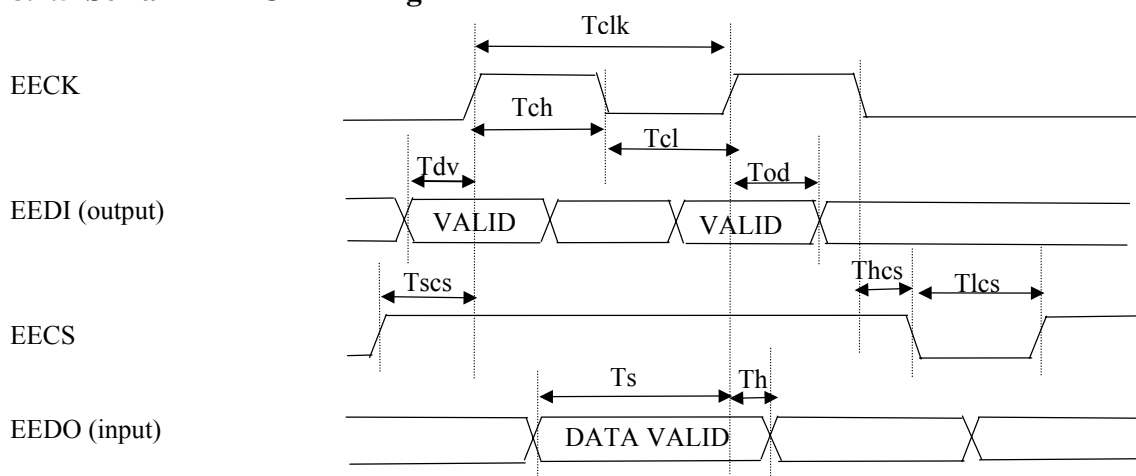 Tclk
EECK
Tch
Tcl
Tdv
Tod
EEDI (output)
VALID
VALID
Tscs
Thcs
Tlcs
EECS
Ts
Th
EEDO (input)
DATA VALID